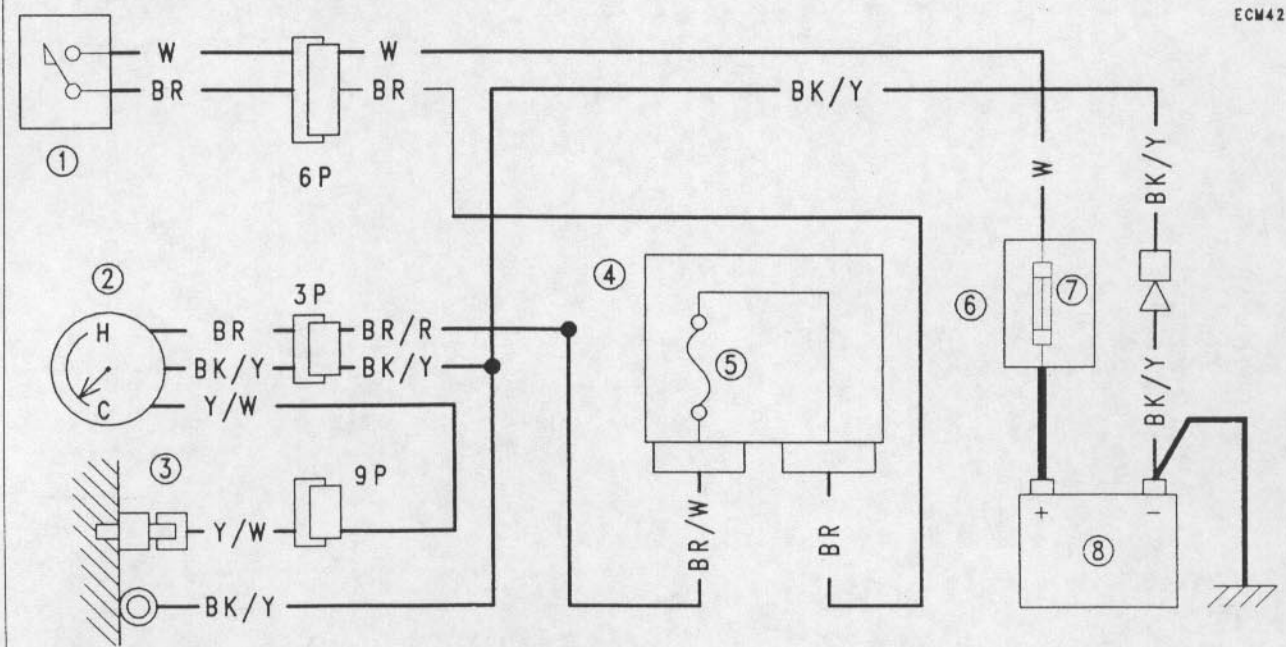 ECM42
W W
BR BR BK/Y
① 6P W BK/Y
② ④
3P ⑥ ⑦
H BR BR/R
BK/Y BK/Y ⑤
C Y/W BK/Y
③ 9P
Y/W BR/W BR + −
⑧
BK/Y